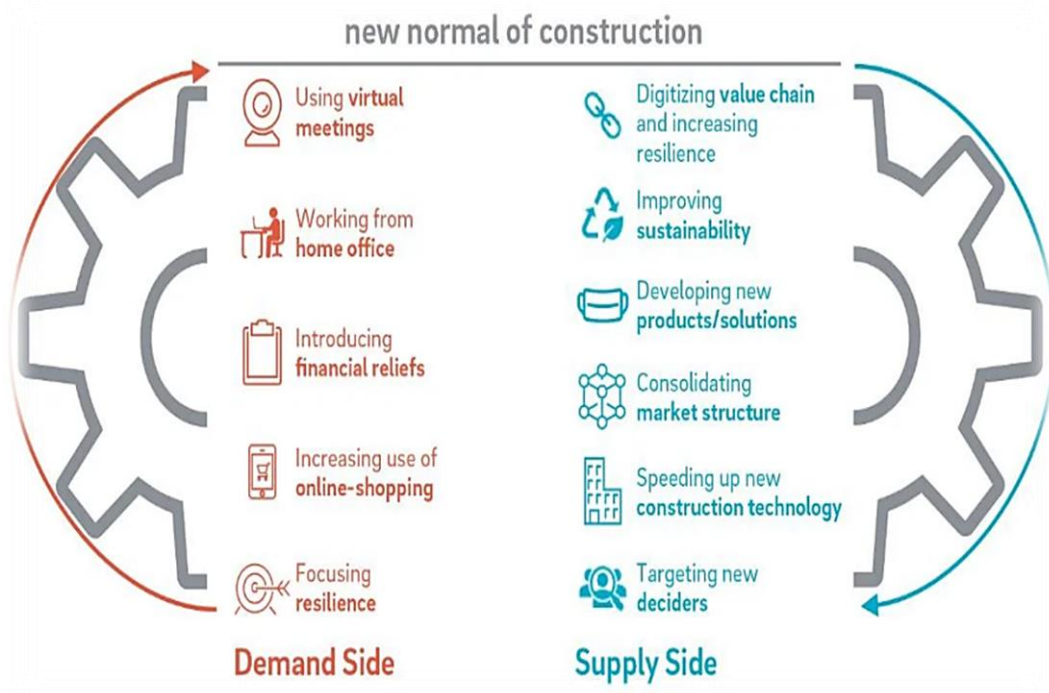 new normal of construction
Using virtual
meetings
Working from
home office
Introducing
financial reliefs
Increasing use of
online-shopping
Focusing
resilience
Demand Side
Digitizing value chain
and increasing
resilience
Improving
sustainability
Developing new
products/solutions
Consolidating
market structure
Speeding up new
construction technology
Targeting new
deciders
Supply Side